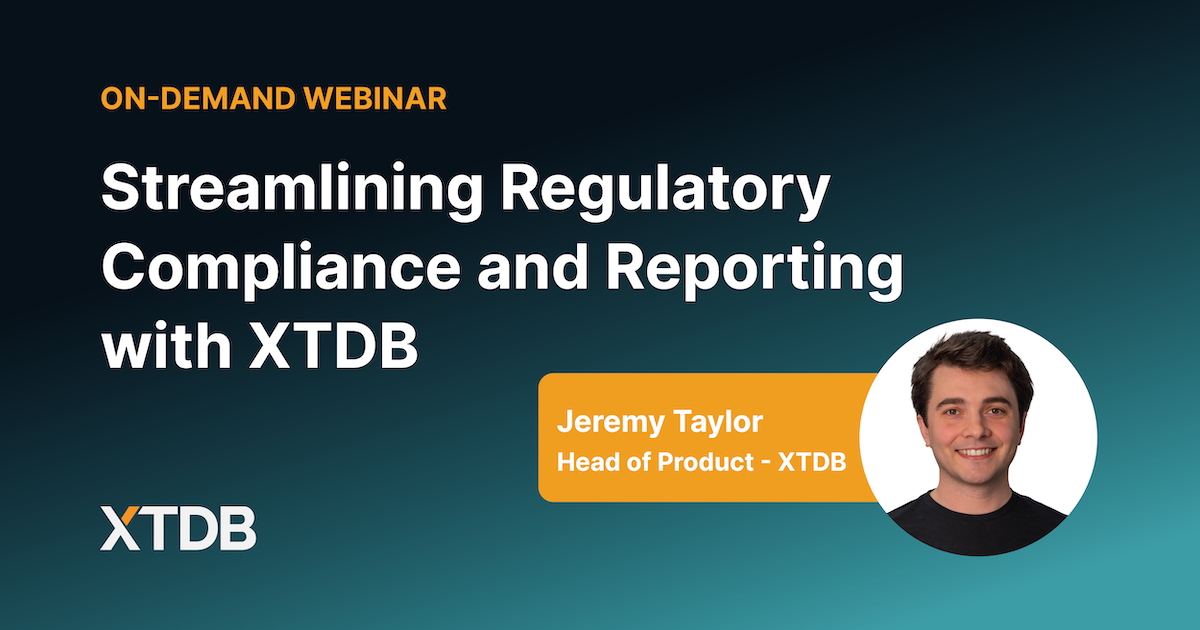 ON-DEMAND WEBINAR
Streamlining Regulatory
Compliance and Reporting
with XTDB
Jeremy Taylor
Head of Product - XTDB
XTDB